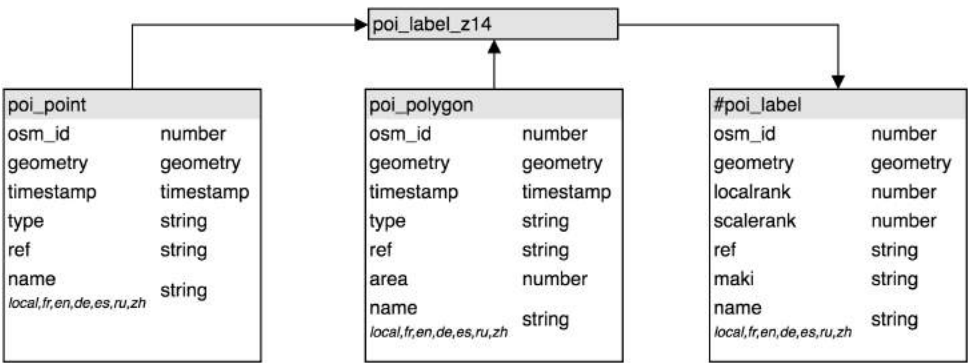 poi_label_z14
poi_point
osm_id number
geometry geometry
timestamp timestamp
type string
ref string
name string
local,fr,en,de,es,ru,zh
poi_polygon
osm_id number
geometry geometry
timestamp timestamp
type string
ref string
area number
name string
local,fr,en,de,es,ru,zh
#poi_label
osm_id number
geometry geometry
localrank number
scalerank number
ref string
maki string
name string
local,fr,en,de,es,ru,zh